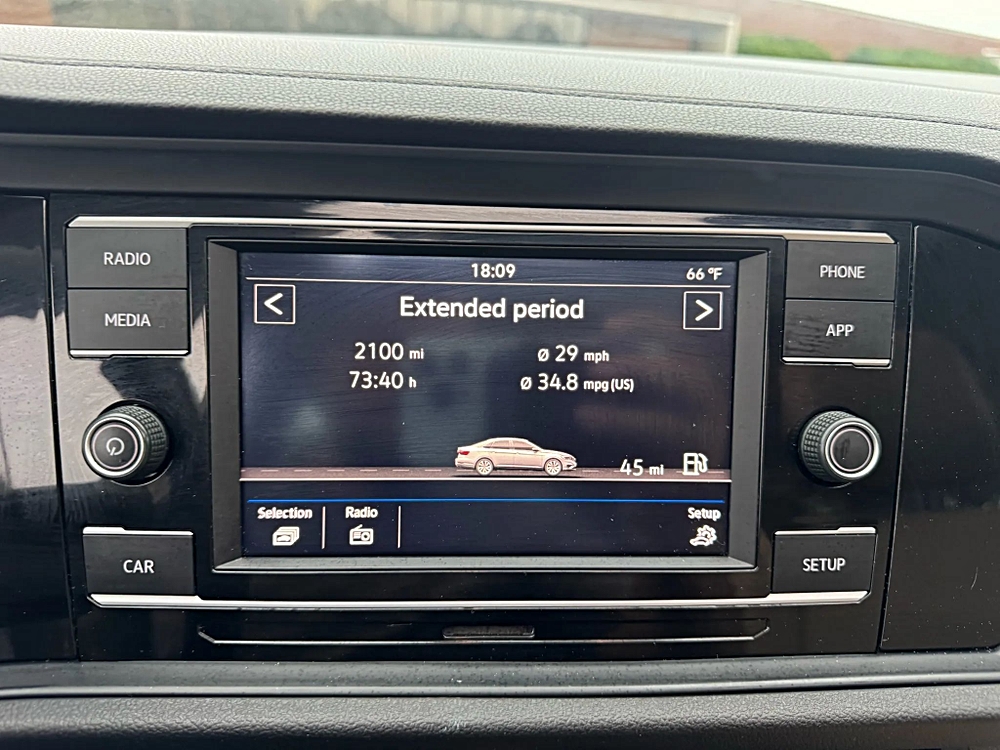 RADIO
MEDIA
18:09
66 °F
<
Extended period
>
2100 mi
Ø 29 mph
73:40 h
Ø 34.8 mpg(US)
45 mi
Selection
Radio
Setup
PHONE
APP
CAR
SETUP